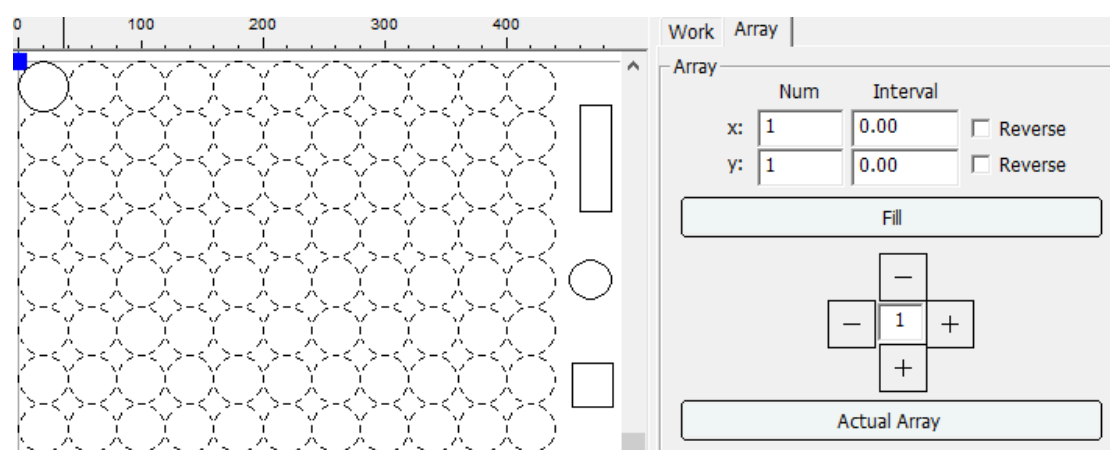 0 100 200 300 400
Work Array
Array
Num Interval
x: 1 0.00 Reverse
y: 1 0.00 Reverse
Fill
−
− 1 +
+
Actual Array